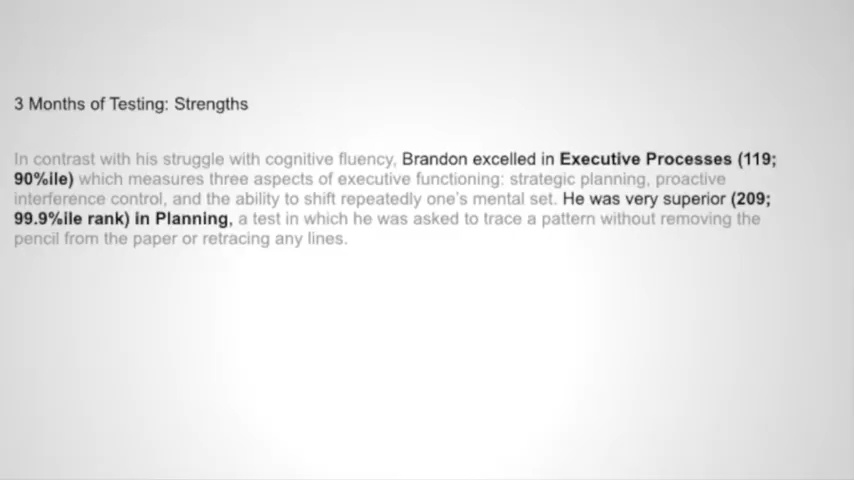 3 Months of Testing: Strengths
In contrast with his struggle with cognitive fluency, Brandon excelled in Executive Processes (119;
90%ile) which measures three aspects of executive functioning: strategic planning, proactive
interference control, and the ability to shift repeatedly one's mental set. He was very superior (209;
99.9%ile rank) in Planning, a test in which he was asked to trace a pattern without removing the
pencil from the paper or retracing any lines.